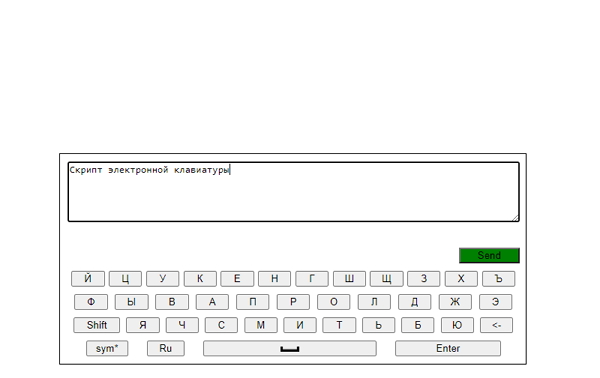 Скрипт электронной клавиатуры
Send
Й Ц У К Е Н Г Ш Щ З Х Ъ
Ф Ы В А П Р О Л Д Ж Э
Shift Я Ч С М И Т Ь Б Ю <-
sym* Ru Enter